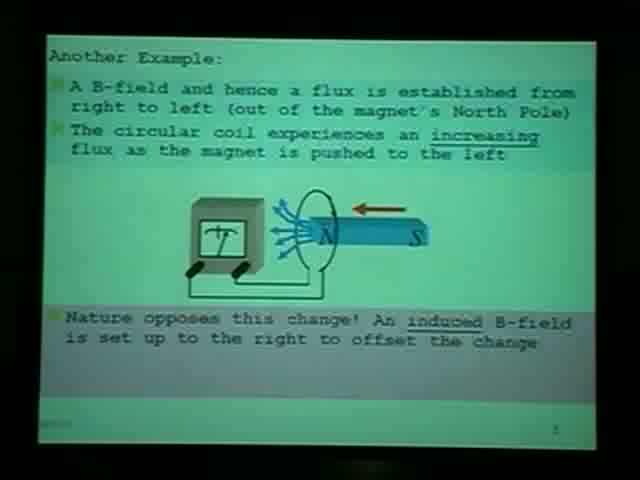 Another Example:
A B-field and hence a flux is established from
right to left (out of the magnet's North Pole)
The circular coil experiences an increasing
flux as the magnet is pushed to the left
N
S
Nature opposes this change! An induced B-field
is set up to the right to offset the change